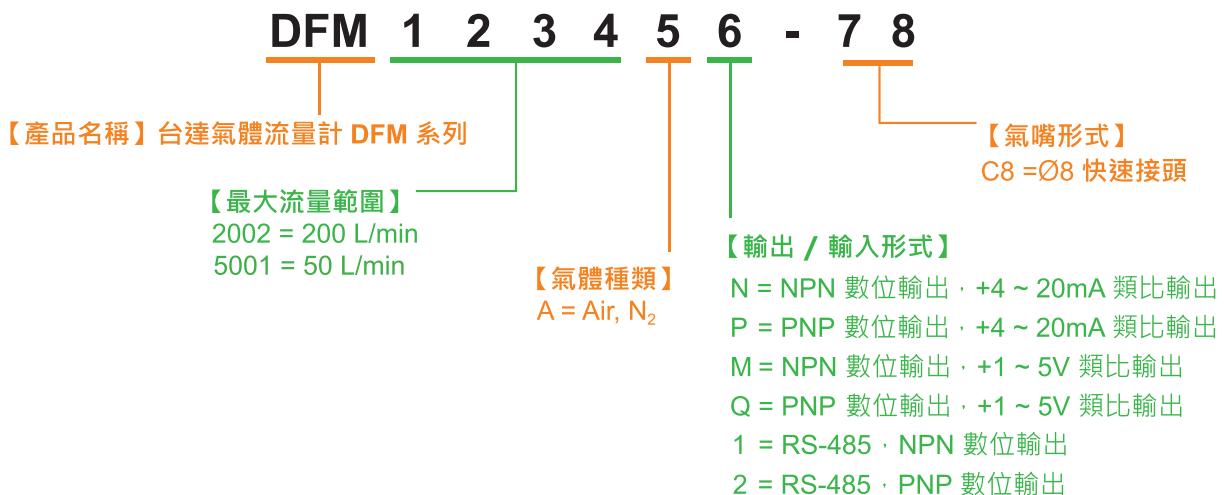 DFM 1 2 3 4 5 6 - 7 8
【產品名稱】台達氣體流量計 DFM 系列
【最大流量範圍】
2002 = 200 L/min
5001 = 50 L/min
【氣體種類】
A = Air, N₂
【輸出 / 輸入形式】
N = NPN 數位輸出，+4 ~ 20mA 類比輸出
P = PNP 數位輸出，+4 ~ 20mA 類比輸出
M = NPN 數位輸出，+1 ~ 5V 類比輸出
Q = PNP 數位輸出，+1 ~ 5V 類比輸出
1 = RS-485，NPN 數位輸出
2 = RS-485，PNP 數位輸出
【氣嘴形式】
C8 =Ø8 快速接頭